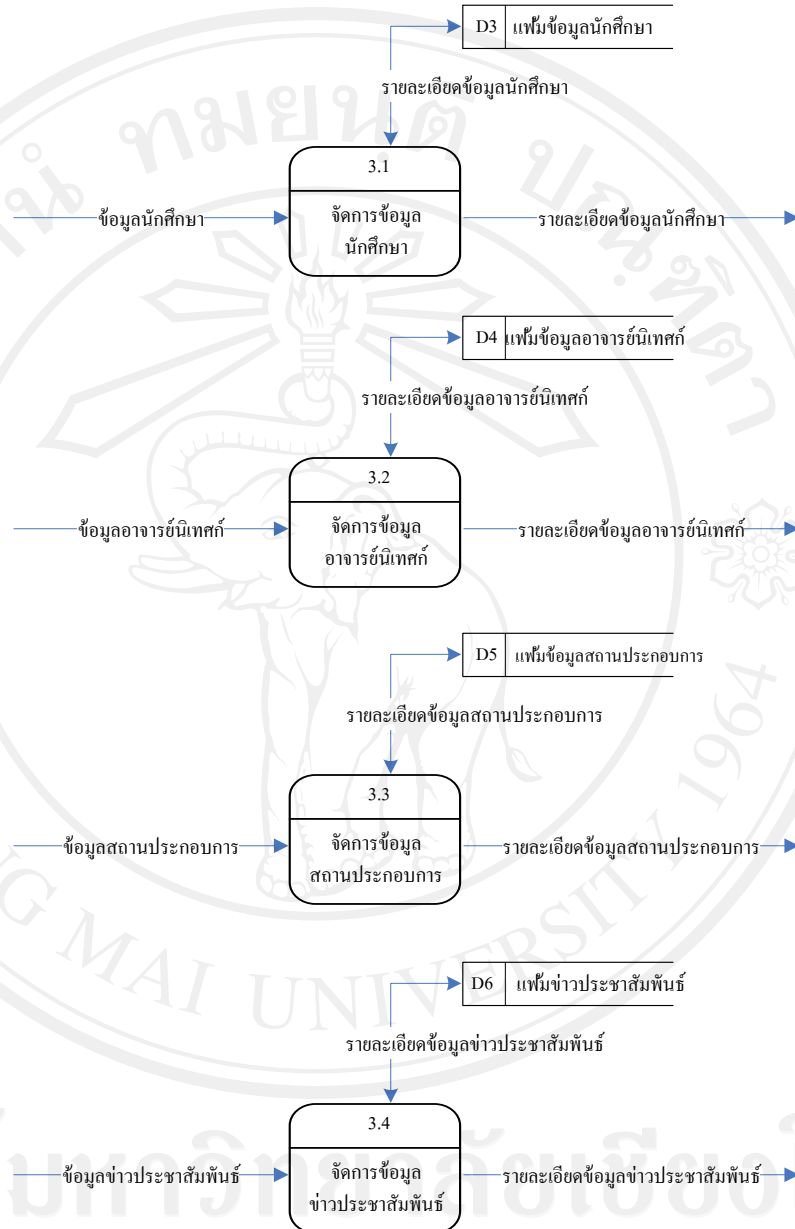 D3 แฟ้มข้อมูลนักศึกษา
รายละเอียดข้อมูลนักศึกษา
3.1
ข้อมูลนักศึกษา
จัดการข้อมูล
นักศึกษา
รายละเอียดข้อมูลนักศึกษา
D4 แฟ้มข้อมูลอาจารย์นิเทศก์
รายละเอียดข้อมูลอาจารย์นิเทศก์
3.2
ข้อมูลอาจารย์นิเทศก์
จัดการข้อมูล
อาจารย์นิเทศก์
รายละเอียดข้อมูลอาจารย์นิเทศก์
D5 แฟ้มข้อมูลสถานประกอบการ
รายละเอียดข้อมูลสถานประกอบการ
3.3
ข้อมูลสถานประกอบการ
จัดการข้อมูล
สถานประกอบการ
รายละเอียดข้อมูลสถานประกอบการ
D6 แฟ้มข่าวประชาสัมพันธ์
รายละเอียดข้อมูลข่าวประชาสัมพันธ์
3.4
ข้อมูลข่าวประชาสัมพันธ์
จัดการข้อมูล
ข่าวประชาสัมพันธ์
รายละเอียดข้อมูลข่าวประชาสัมพันธ์
MAI UNIVERSITY 1964